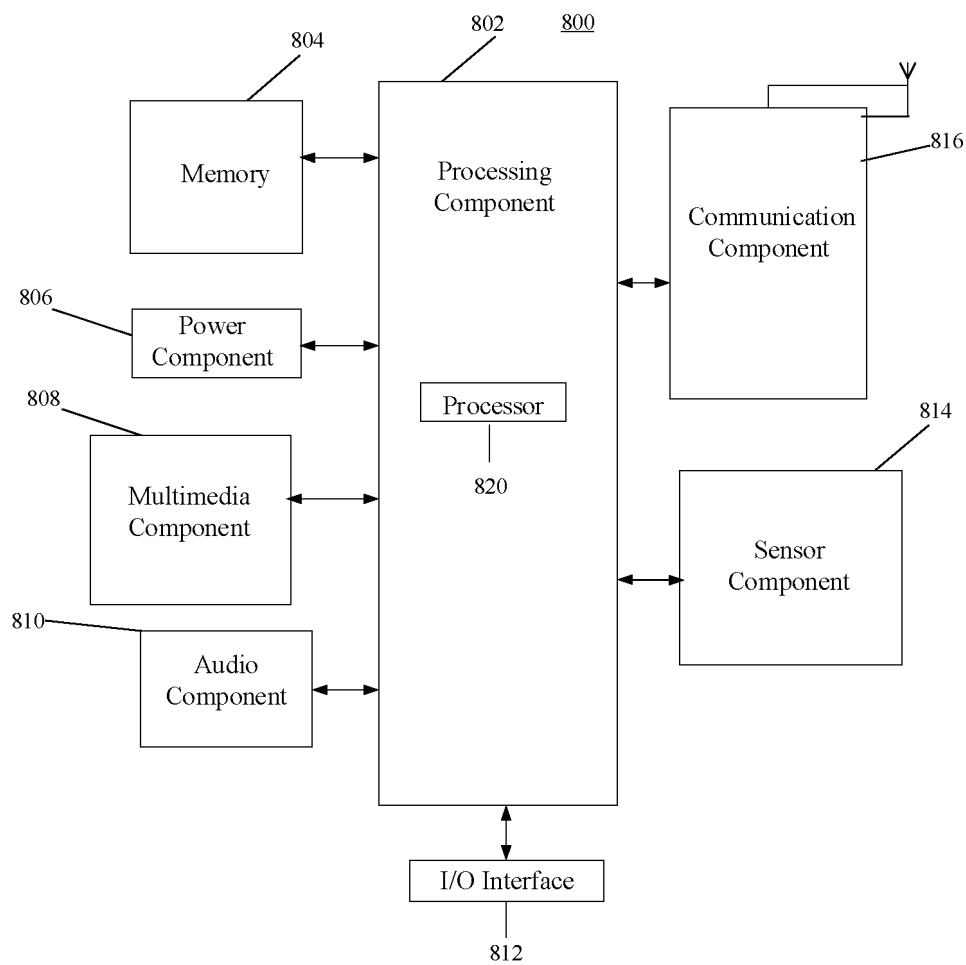 802
800
804
Memory
Processing
Component
816
Communication
Component
806
Power
Component
Processor
820
808
Multimedia
Component
814
Sensor
Component
810
Audio
Component
I/O Interface
812